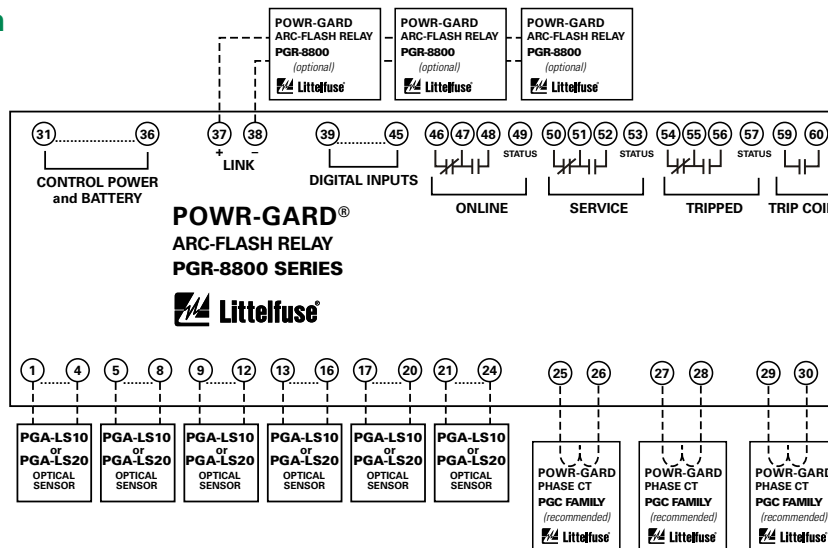 POWR-GARD POWR-GARD POWR-GARD
ARC-FLASH RELAY ARC-FLASH RELAY ARC-FLASH RELAY
PGR-8800 PGR-8800 PGR-8800
(optional) (optional) (optional)
Littelfuse® Littelfuse® Littelfuse®
31 36 37 38 39 45 46 47 48 49 50 51 52 53 54 55 56 57 59 60
+ – STATUS STATUS STATUS
LINK
CONTROL POWER
and BATTERY
DIGITAL INPUTS
ONLINE SERVICE TRIPPED TRIP COI
POWR-GARD®
ARC-FLASH RELAY
PGR-8800 SERIES
Littelfuse®
1 4 5 8 9 12 13 16 17 20 21 24 25 26 27 28 29 30
PGA-LS10 PGA-LS10 PGA-LS10 PGA-LS10 PGA-LS10 PGA-LS10
or or or or or or
PGA-LS20 PGA-LS20 PGA-LS20 PGA-LS20 PGA-LS20 PGA-LS20
OPTICAL OPTICAL OPTICAL OPTICAL OPTICAL OPTICAL
SENSOR SENSOR SENSOR SENSOR SENSOR SENSOR
POWR-GARD POWR-GARD POWR-GARD
PHASE CT PHASE CT PHASE CT
PGC FAMILY PGC FAMILY PGC FAMILY
(recommended) (recommended) (recommended)
Littelfuse® Littelfuse® Littelfuse®